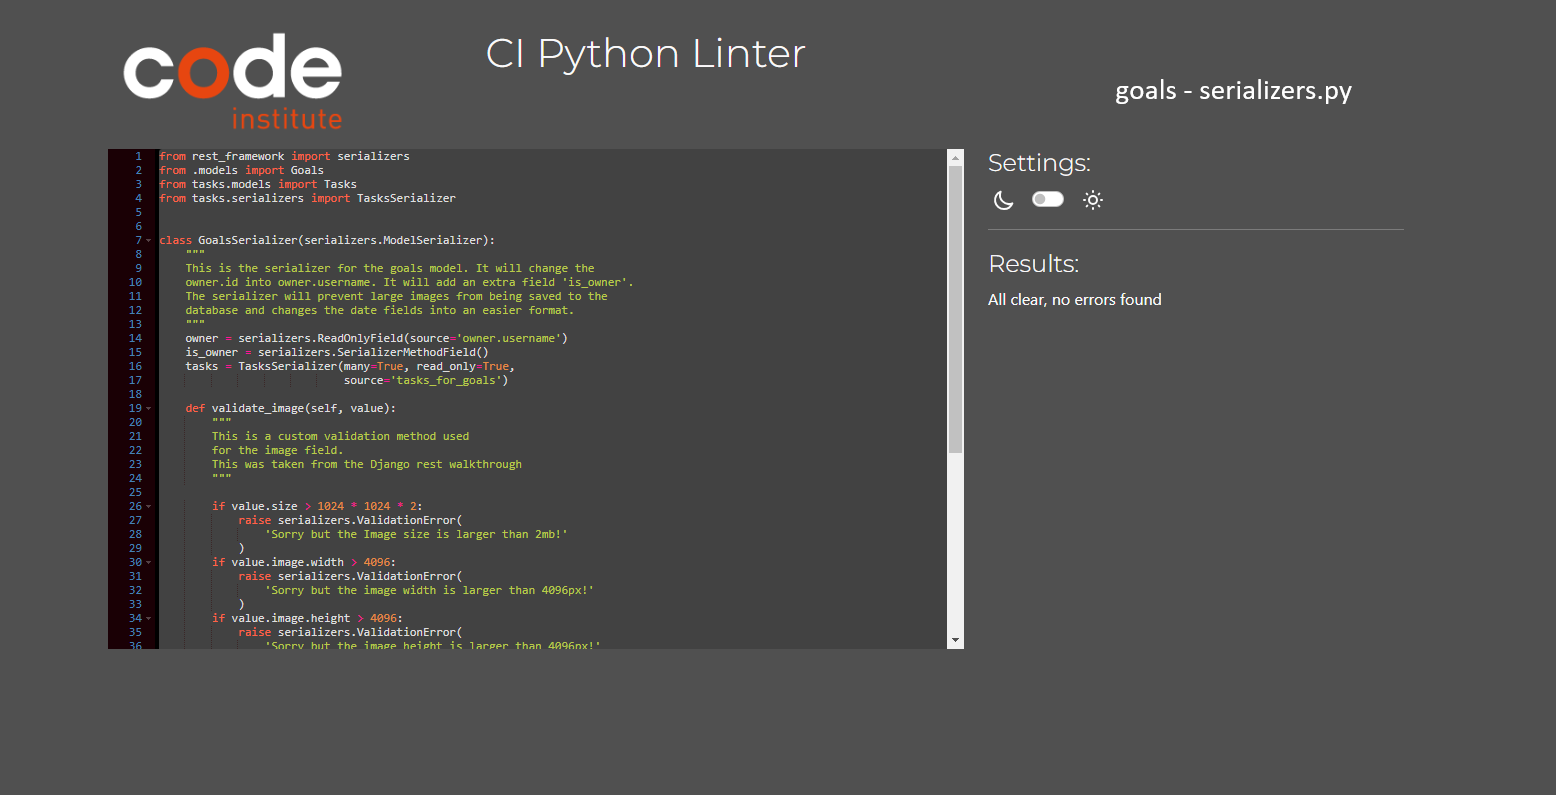 code
institute
CI Python Linter
goals - serializers.py
1 from rest_framework import serializers
2 from .models import Goals
3 from tasks.models import Tasks
4 from tasks.serializers import TasksSerializer
5
6
7 class GoalsSerializer(serializers.ModelSerializer):
8 """
9 This is the serializer for the goals model. It will change the
10 owner.id into owner.username. It will add an extra field 'is_owner'.
11 The serializer will prevent large images from being saved to the
12 database and changes the date fields into an easier format.
13 """
14 owner = serializers.ReadOnlyField(source='owner.username')
15 is_owner = serializers.SerializerMethodField()
16 tasks = TasksSerializer(many=True, read_only=True,
17 source='tasks_for_goals')
18
19 def validate_image(self, value):
20 """
21 This is a custom validation method used
22 for the image field.
23 This was taken from the Django rest walkthrough
24 """
25
26 if value.size > 1024 * 1024 * 2:
27 raise serializers.ValidationError(
28 'Sorry but the Image size is larger than 2mb!'
29 )
30 if value.image.width > 4096:
31 raise serializers.ValidationError(
32 'Sorry but the image width is larger than 4096px!'
33 )
34 if value.image.height > 4096:
35 raise serializers.ValidationError(
36 'Sorry but the image height is larger than 4096px!'
Settings:
Results:
All clear, no errors found